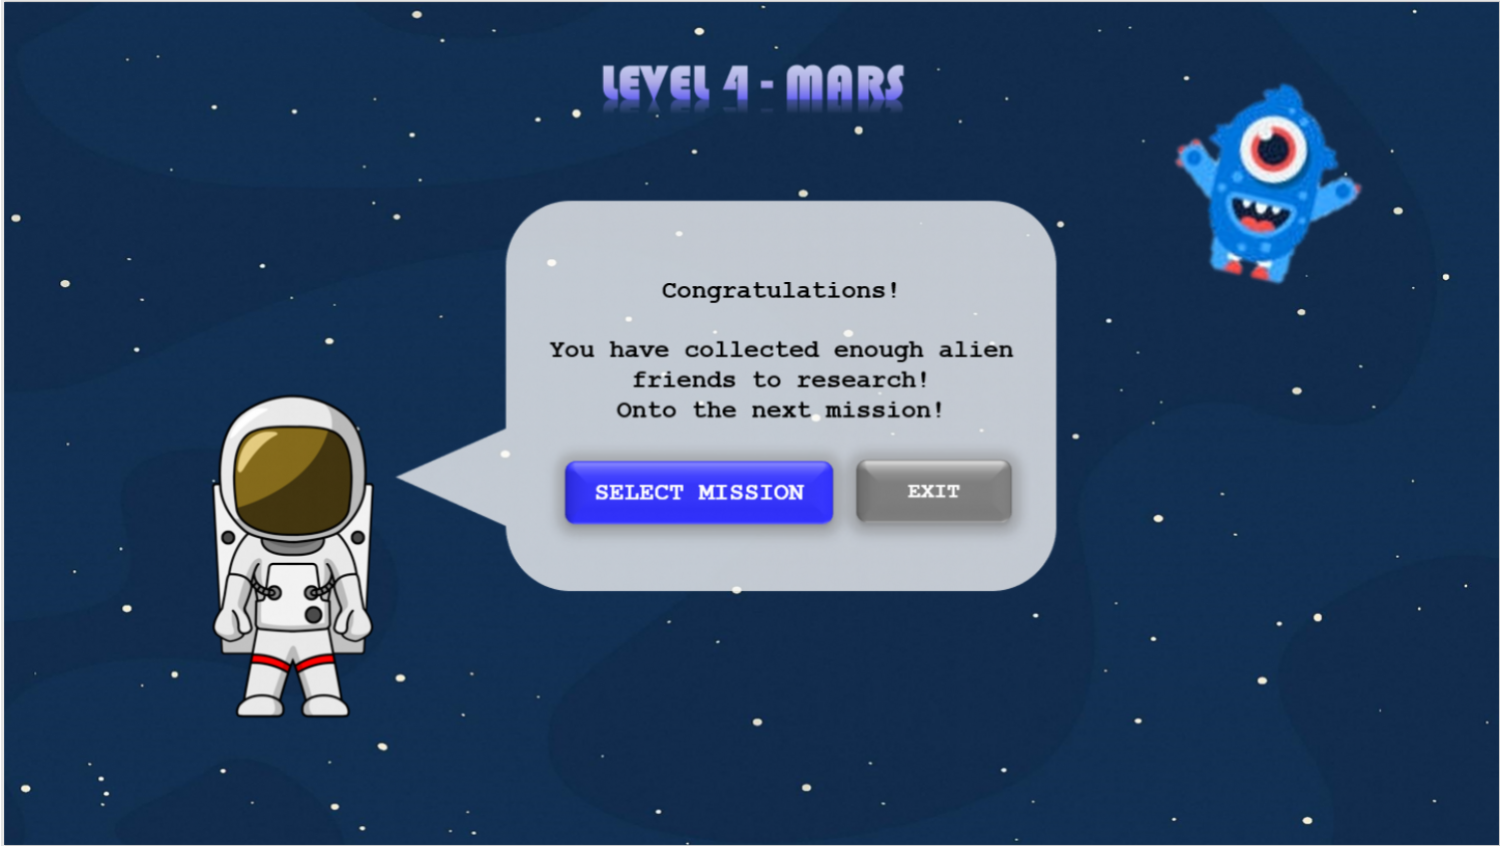 LEVEL 4 - MARS
Congratulations!
You have collected enough alien
friends to research!
Onto the next mission!
SELECT MISSION
EXIT